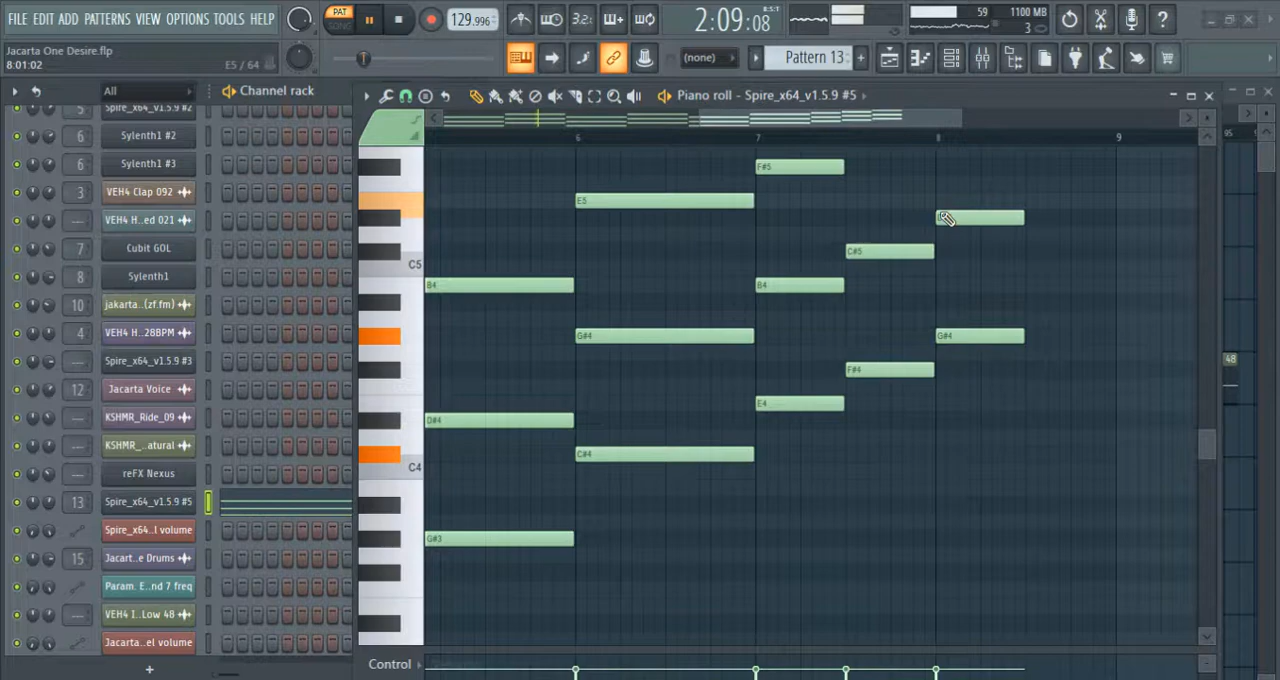 FILE EDIT ADD PATTERNS VIEW OPTIONS TOOLS HELP
PAT
129.996
3.2:
2:09:08
B:S:T
59
1100 MB
3
?
Jacarta One Desire.flp
8:01:02
E5 / 64
(none)
Pattern 13
+
All
Channel rack
Piano roll - Spire_x64_v1.5.9 #5
5 Spire_x64_v1.5.9 #2
6 Sylenth1 #2
6 Sylenth1 #3
3 VEH4 Clap 092
--- VEH4 H...ed 021
7 Cubit GOL
8 Sylenth1
10 jakarta...(zf.fm)
4 VEH4 H...28BPM
--- Spire_x64_v1.5.9 #3
12 Jacarta Voice
KSHMR_Ride_09
KSHMR_...atural
--- reFX Nexus
13 Spire_x64_v1.5.9 #5
Spire_x64...l volume
15 Jacart...e Drums
Param. E...nd 7 freq
--- VEH4 I...Low 48
Jacarta...el volume
+
6 7 8 9
95
F#5
E5
C5
C#5
B4
B4
G#4
G#4
F#4
E4
D#4
C#4
C4
G#3
48
Control